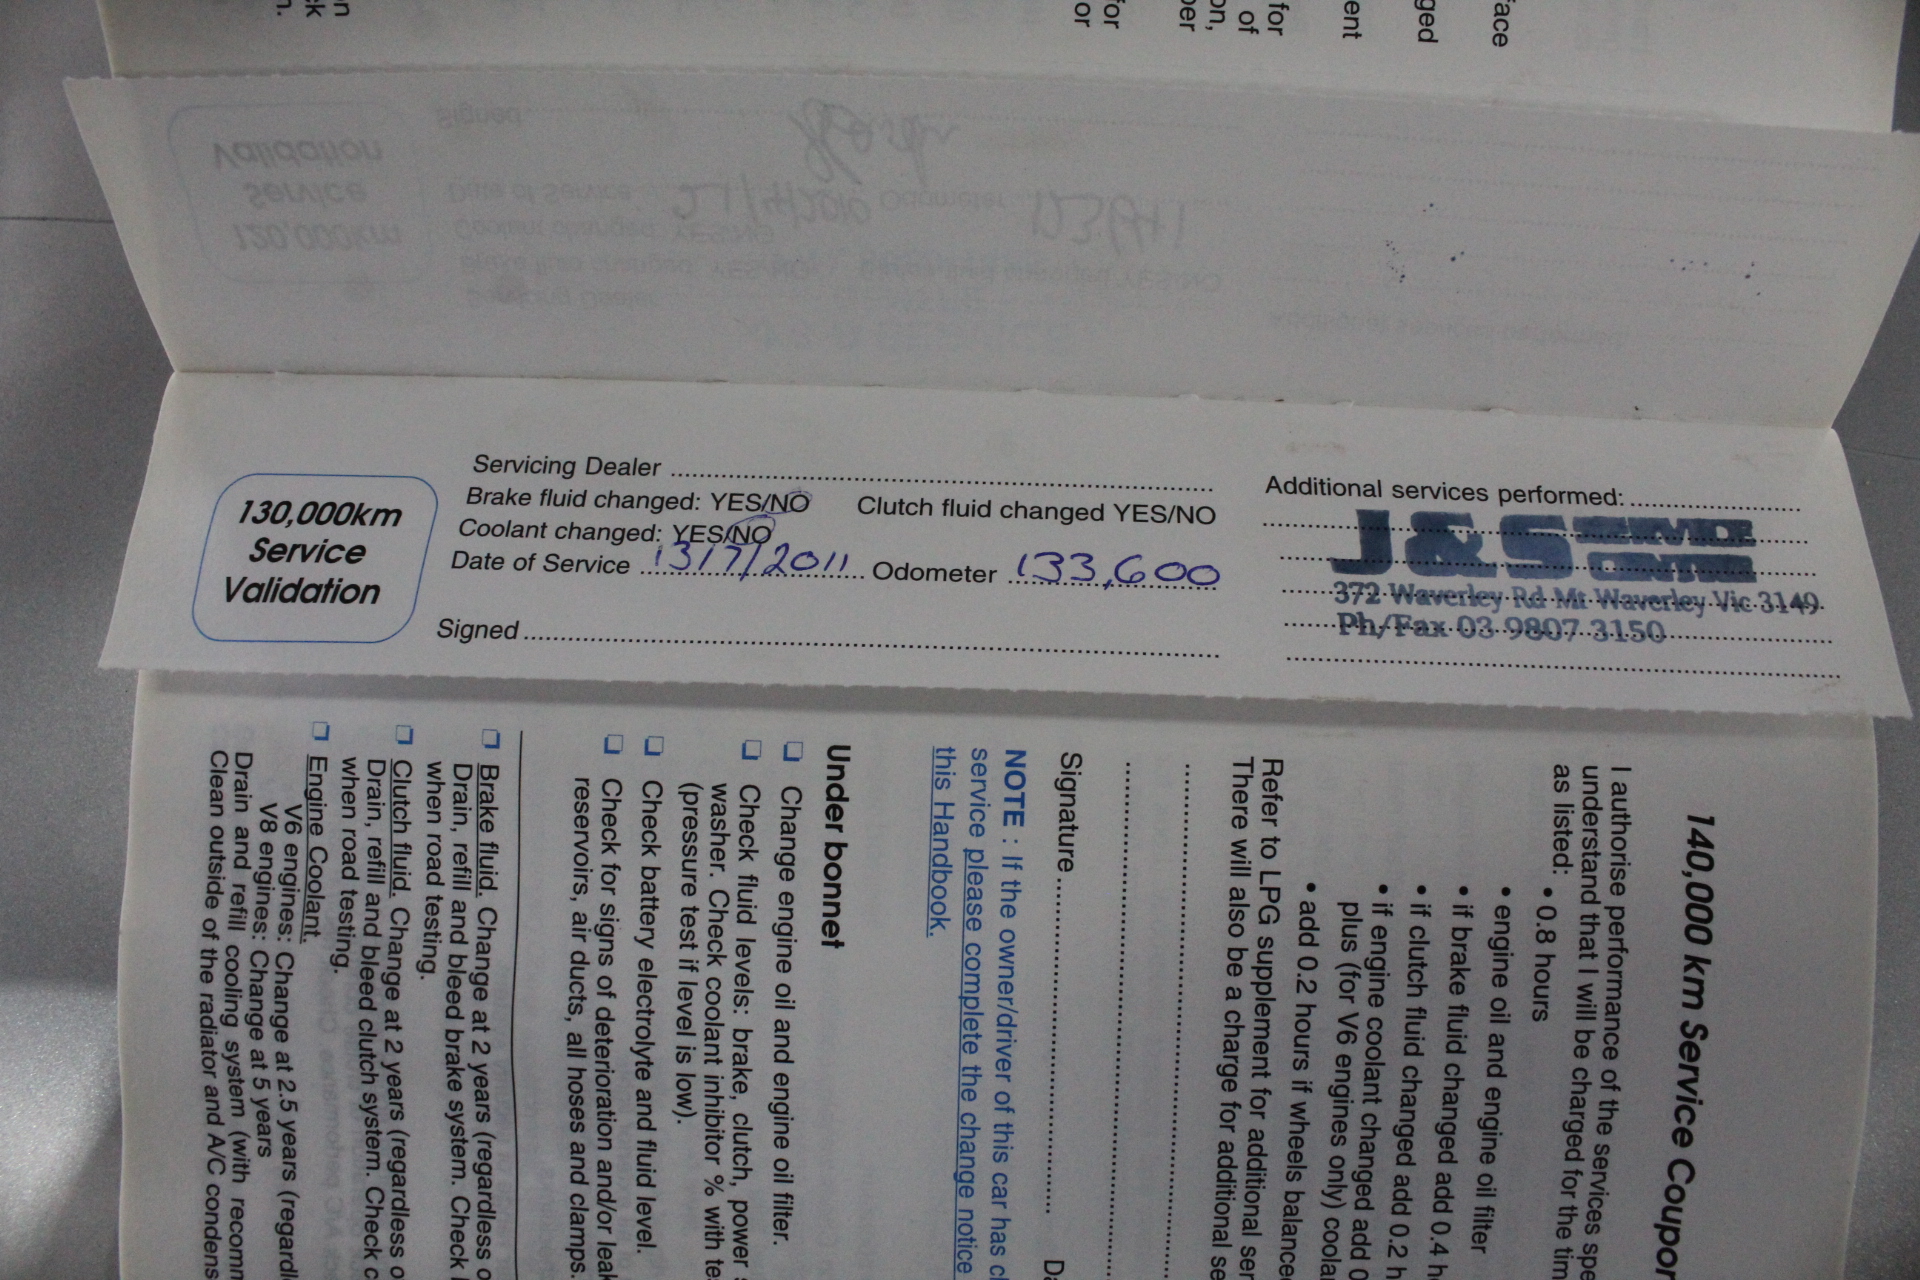 130,000km
Service
Validation
Servicing Dealer
Brake fluid changed: YES/NO Clutch fluid changed YES/NO
Coolant changed: YES/NO
Date of Service 13/7/2011 Odometer 133,600
Signed
Additional services performed:
J&S SERVICE
CENTRE
372 Waverley Rd Mt Waverley Vic 3149
Ph/Fax 03 9807 3150
140,000 km Service Coupon
I authorise performance of the services spe
understand that I will be charged for the tim
as listed: • 0.8 hours
• engine oil and engine oil filter
• if brake fluid changed add 0.4 h
• if clutch fluid changed add 0.2 h
• if engine coolant changed add 0
plus (for V6 engines only) coola
• add 0.2 hours if wheels balance
Refer to LPG supplement for additional ser
There will also be a charge for additional se
Signature Da
NOTE : If the owner/driver of this car has cl
service please complete the change notice
this Handbook.
Under bonnet
Change engine oil and engine oil filter.
Check fluid levels: brake, clutch, power s
washer. Check coolant inhibitor % with te
(pressure test if level is low).
Check battery electrolyte and fluid level.
Check for signs of deterioration and/or leak
reservoirs, air ducts, all hoses and clamps.
Brake fluid. Change at 2 years (regardless o
Drain, refill and bleed brake system. Check
when road testing.
Clutch fluid. Change at 2 years (regardless o
Drain, refill and bleed clutch system. Check c
when road testing.
Engine Coolant.
V6 engines: Change at 2.5 years (regardl
V8 engines: Change at 5 years
Drain and refill cooling system (with recomm
Clean outside of the radiator and A/C condens